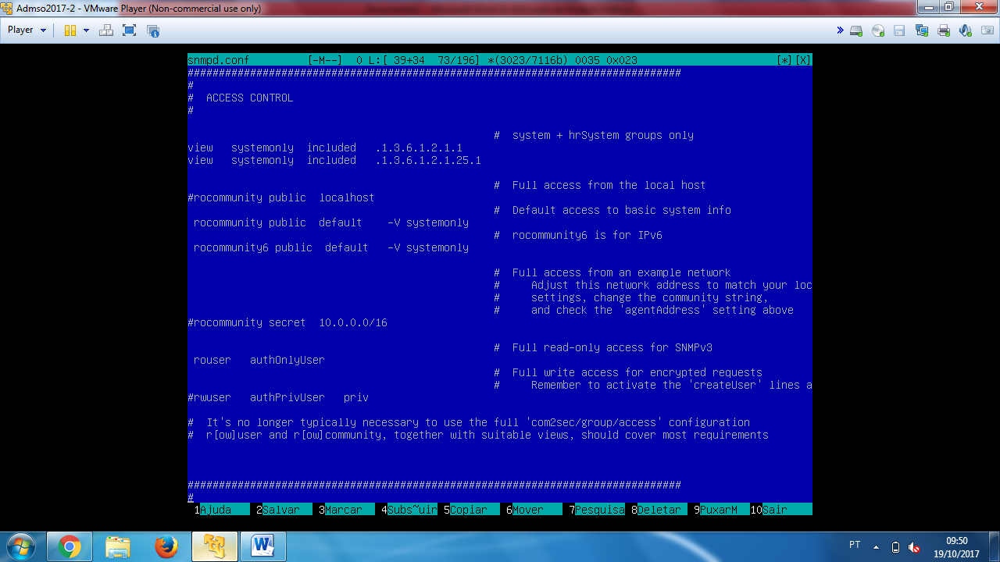 Admso2017-2 - VMware Player (Non-commercial use only)
Player
snmpd.conf [-M--] 0 L:[ 39+34 73/196] *(3023/7116b) 0035 0x023 [*][X]
###############################################################################
#
# ACCESS CONTROL
#
# system + hrSystem groups only
view systemonly included .1.3.6.1.2.1.1
view systemonly included .1.3.6.1.2.1.25.1
# Full access from the local host
#rocommunity public localhost
# Default access to basic system info
rocommunity public default -V systemonly
# rocommunity6 is for IPv6
rocommunity6 public default -V systemonly
# Full access from an example network
# Adjust this network address to match your loc
# settings, change the community string,
# and check the 'agentAddress' setting above
#rocommunity secret 10.0.0.0/16
# Full read-only access for SNMPv3
rouser authOnlyUser
# Full write access for encrypted requests
# Remember to activate the 'createUser' lines a
#rwuser authPrivUser priv
# It's no longer typically necessary to use the full 'com2sec/group/access' configuration
# r[ow]user and r[ow]community, together with suitable views, should cover most requirements
###############################################################################
#
1Ajuda 2Salvar 3Marcar 4Subs~uir 5Copiar 6Mover 7Pesquisa 8Deletar 9PuxarM 10Sair
PT
09:50
19/10/2017